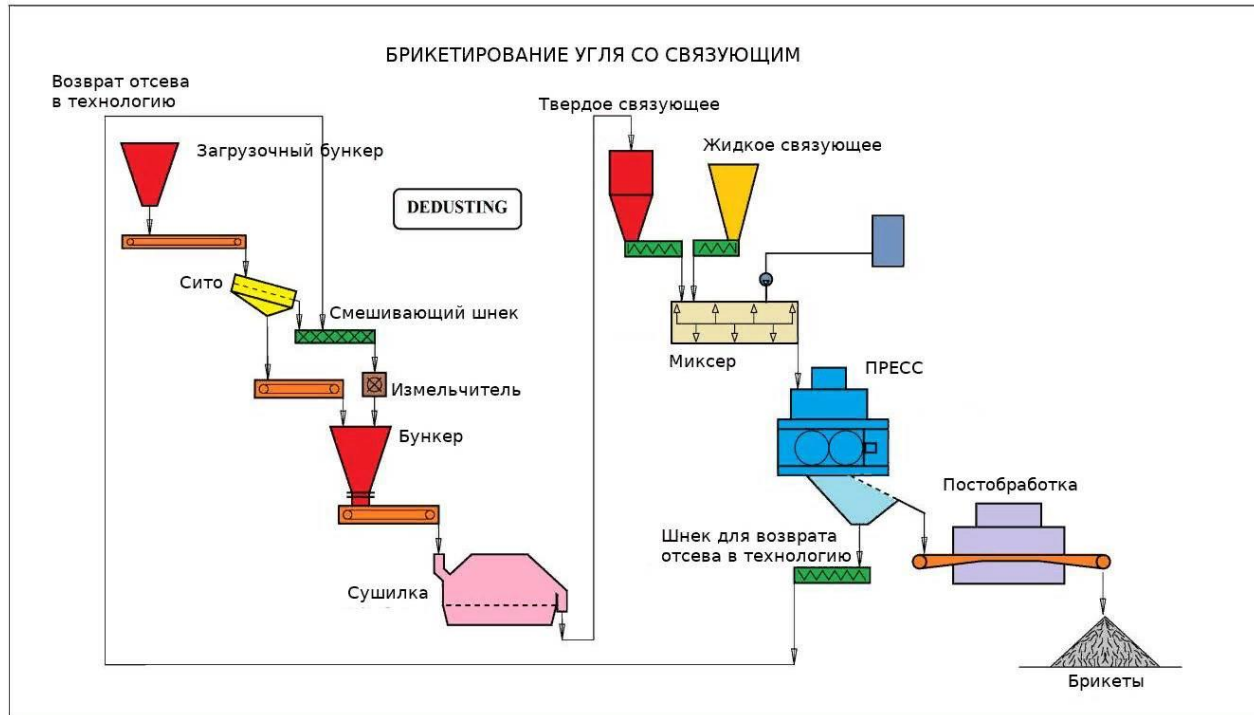 БРИКЕТИРОВАНИЕ УГЛЯ СО СВЯЗУЮЩИМ
Возврат отсева
в технологию
Твердое связующее
Загрузочный бункер
Жидкое связующее
DEDUSTING
Сито
Смешивающий шнек
Миксер
ПРЕСС
Измельчитель
Бункер
Постобработка
Шнек для возврата
отсева в технологию
Сушилка
Брикеты